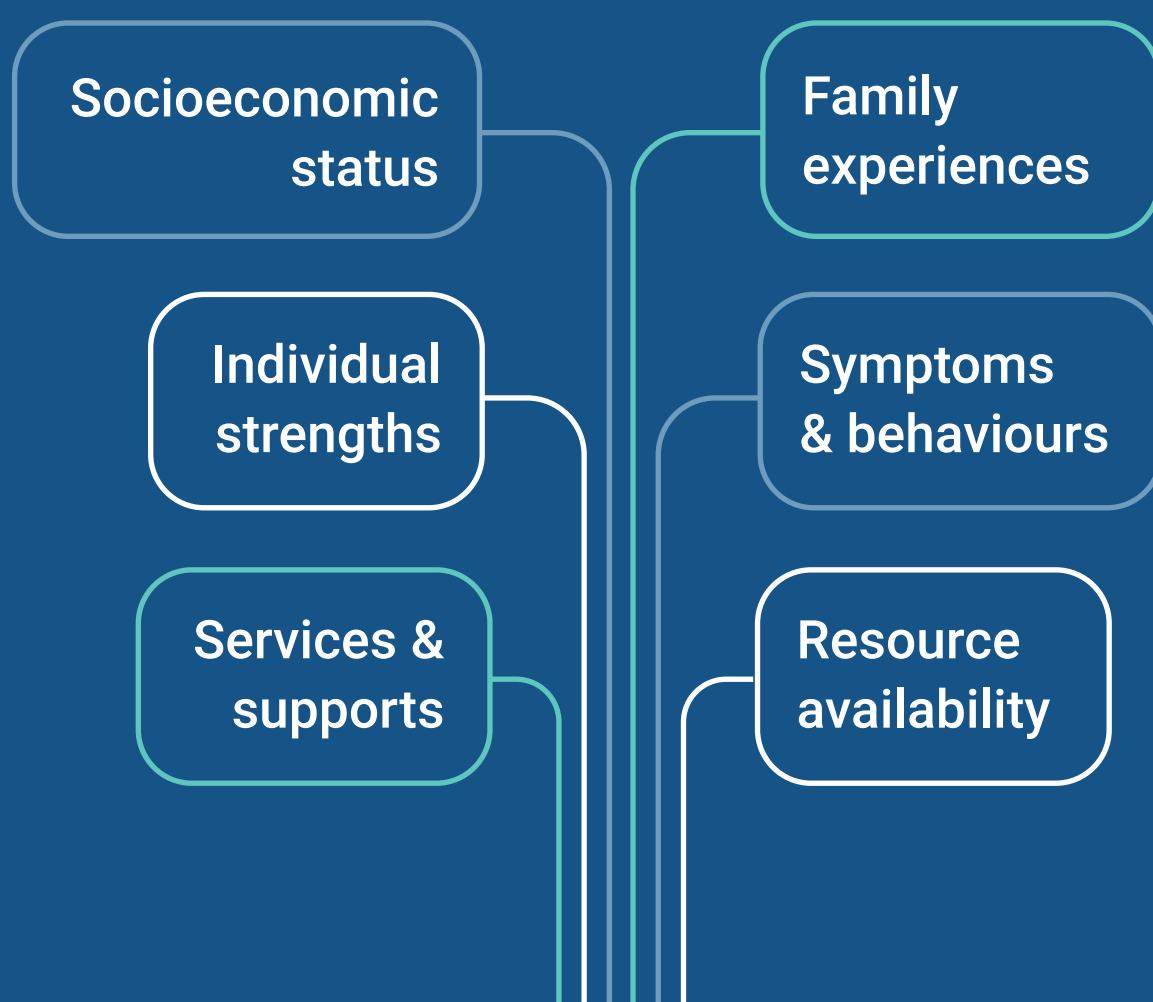 Socioeconomic
status
Family
experiences
Individual
strengths
Symptoms
& behaviours
Services &
supports
Resource
availability